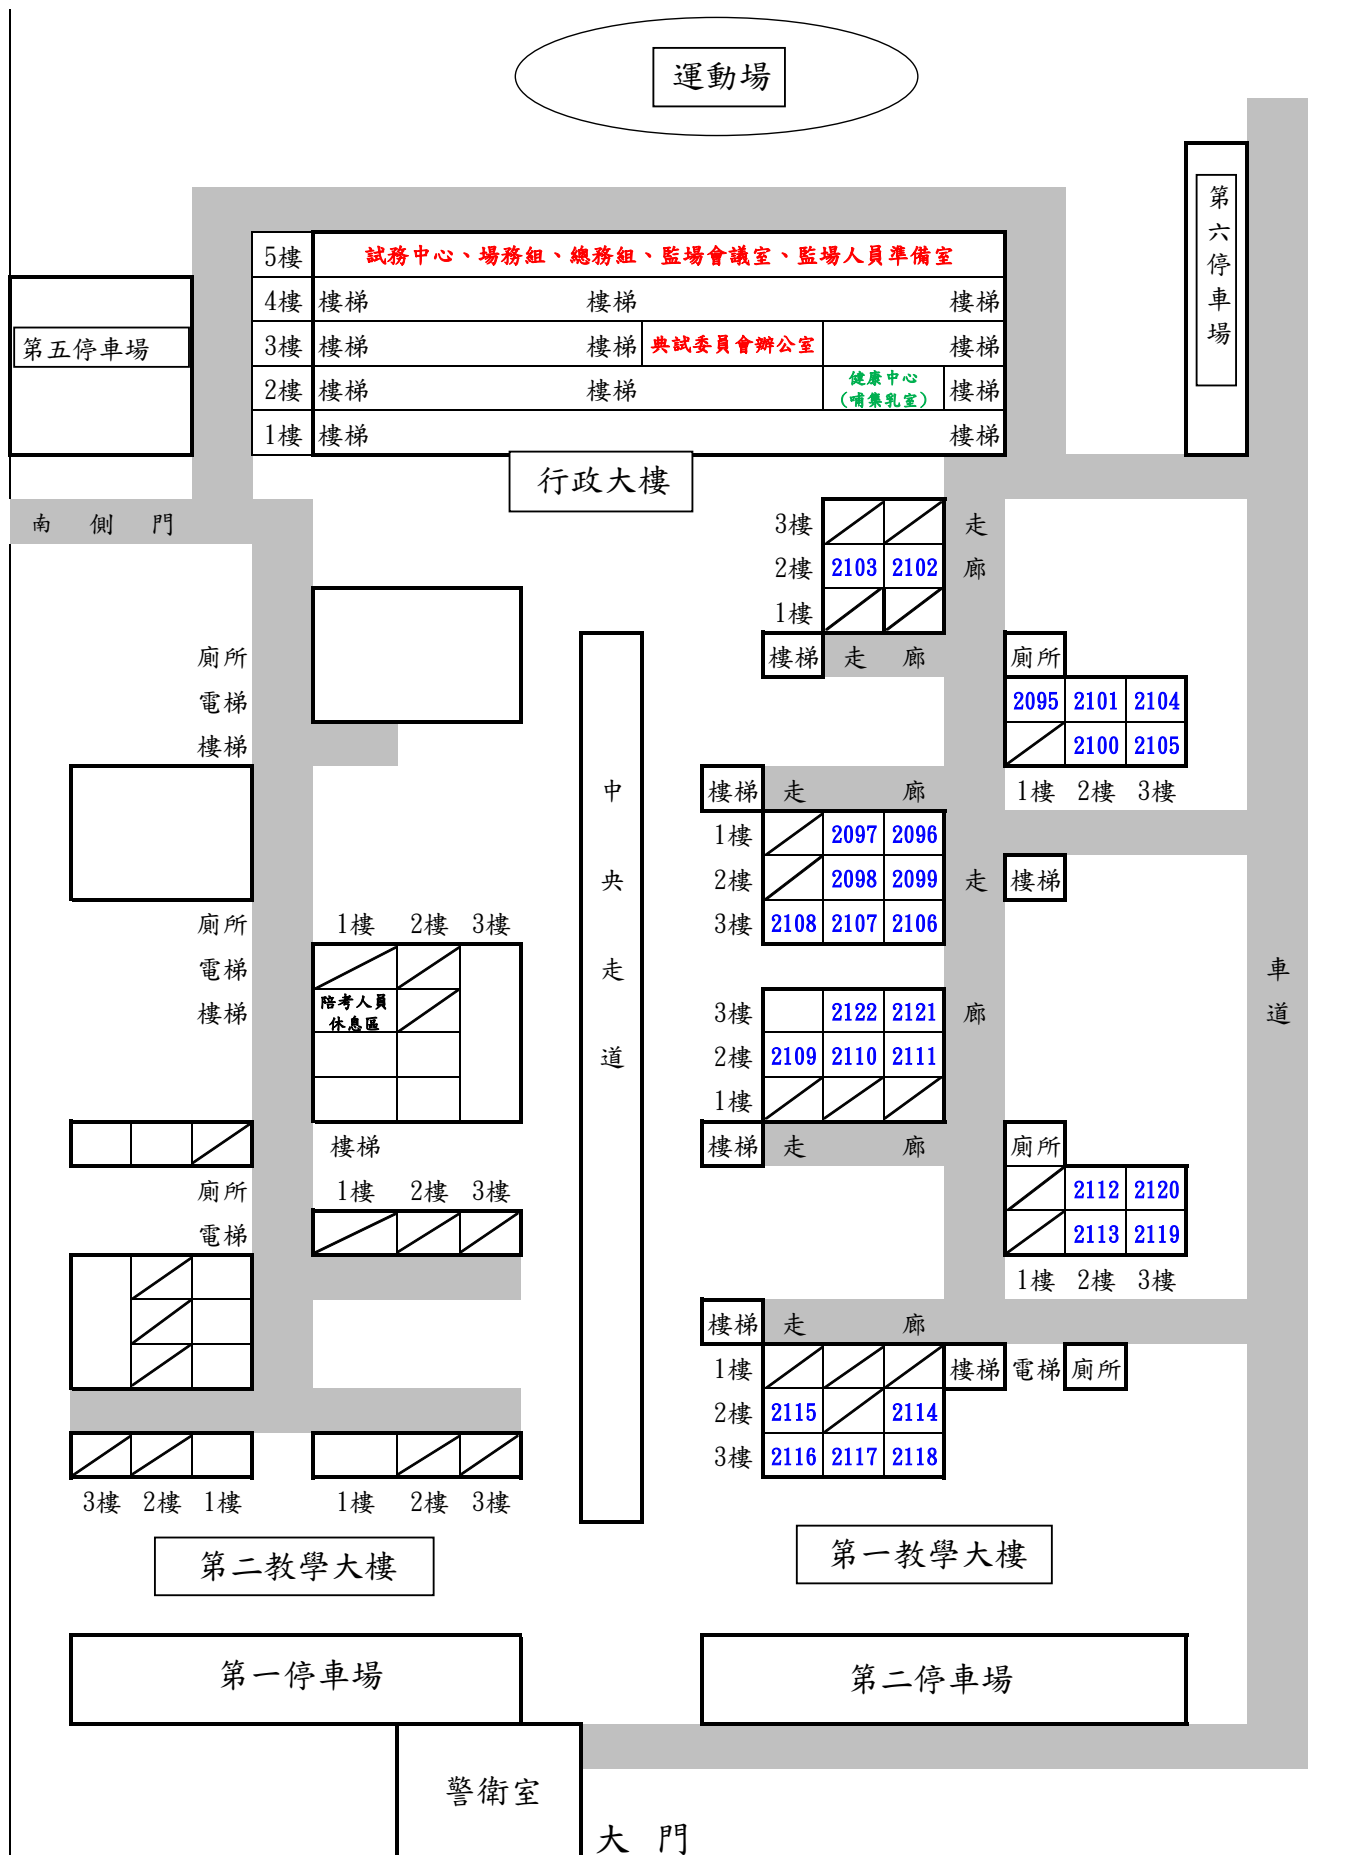 運動場
第六停車場
5樓 試務中心、場務組、總務組、監場會議室、監場人員準備室
4樓 樓梯 樓梯 樓梯
3樓 樓梯 樓梯 典試委員會辦公室 樓梯
第五停車場
2樓 樓梯 樓梯 健康中心 樓梯
(哺集乳室)
1樓 樓梯 樓梯
行政大樓
南側門
3樓 走
2樓 2103 2102 廊
1樓
廁所 樓梯 走廊 廁所
電梯 2095 2101 2104
樓梯 2100 2105
樓梯 走廊 1樓 2樓 3樓
1樓 2097 2096
2樓 2098 2099 走 樓梯
廁所 1樓 2樓 3樓 3樓 2108 2107 2106
電梯
樓梯 陪考人員 3樓 2122 2121 廊
休息區
2樓 2109 2110 2111
1樓
樓梯 樓梯 走廊 廁所
廁所 1樓 2樓 3樓 2112 2120
電梯 2113 2119
1樓 2樓 3樓
樓梯 走廊
1樓 樓梯 電梯 廁所
2樓 2115 2114
3樓 2116 2117 2118
3樓 2樓 1樓 1樓 2樓 3樓
中央走道
車道
第二教學大樓 第一教學大樓
第一停車場 第二停車場
警衛室
大門